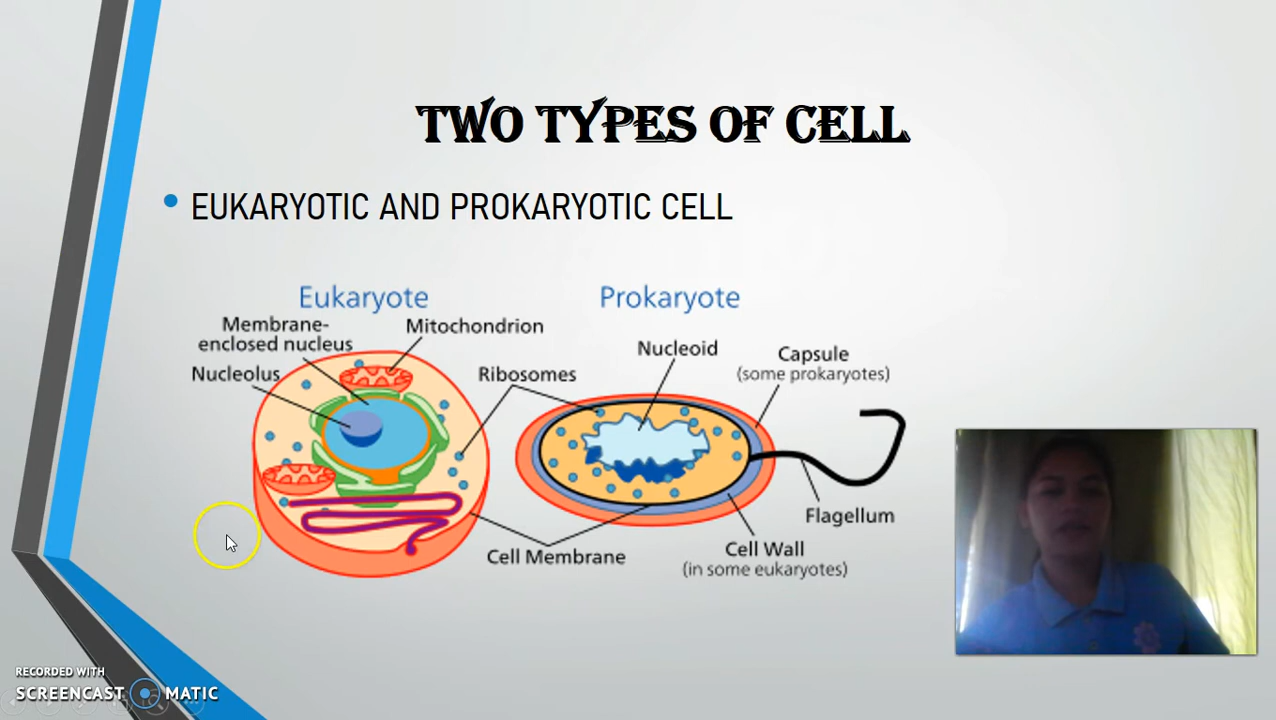 TWO TYPES OF CELL
EUKARYOTIC AND PROKARYOTIC CELL
Eukaryote
Prokaryote
Membrane-
enclosed nucleus
Mitochondrion
Nucleolus
Ribosomes
Nucleoid
Capsule
(some prokaryotes)
Flagellum
Cell Membrane
Cell Wall
(in some eukaryotes)
RECORDED WITH
SCREENCAST MATIC